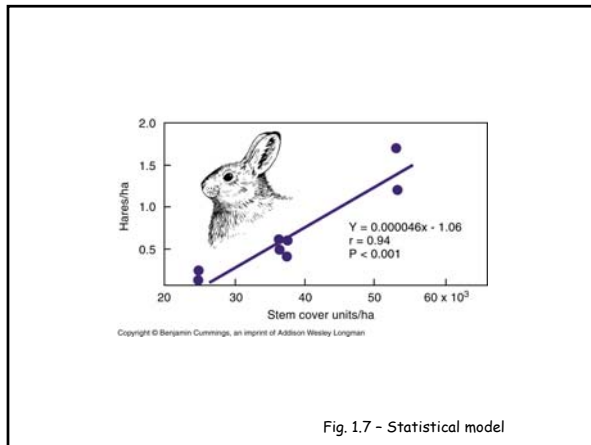 2.0
1.5
1.0
0.5
Hares/ha
Y = 0.000046x - 1.06
r = 0.94
P < 0.001
20 30 40 50 60 x 10³
Stem cover units/ha
Copyright © Benjamin Cummings, an imprint of Addison Wesley Longman
Fig. 1.7 – Statistical model